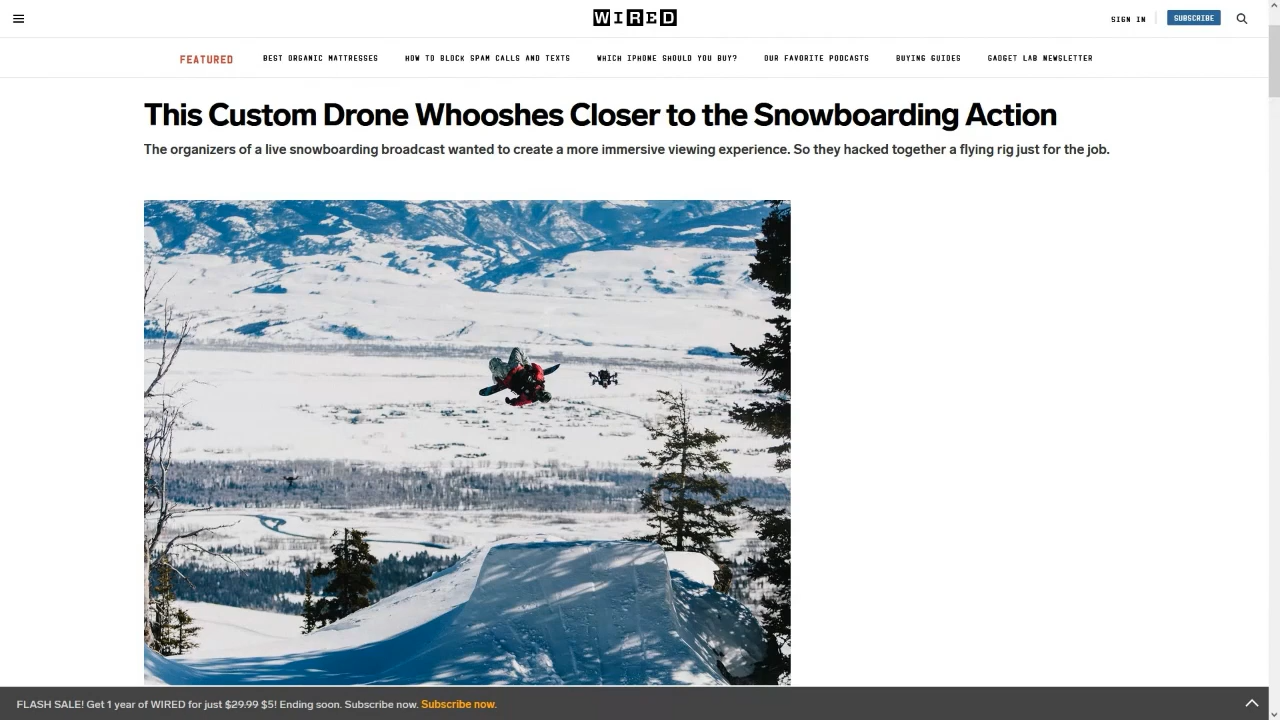 WIRED
SIGN IN
SUBSCRIBE
FEATURED
BEST ORGANIC MATTRESSES
HOW TO BLOCK SPAM CALLS AND TEXTS
WHICH IPHONE SHOULD YOU BUY?
OUR FAVORITE PODCASTS
BUYING GUIDES
GADGET LAB NEWSLETTER
This Custom Drone Whooshes Closer to the Snowboarding Action
The organizers of a live snowboarding broadcast wanted to create a more immersive viewing experience. So they hacked together a flying rig just for the job.
FLASH SALE! Get 1 year of WIRED for just $29.99 $5! Ending soon. Subscribe now. Subscribe now.